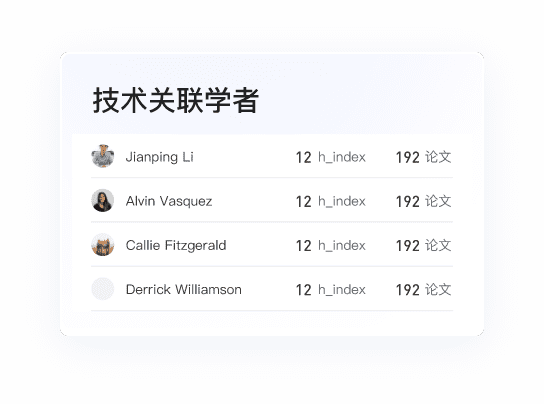 技术关联学者
Jianping Li 12 h_index 192 论文
Alvin Vasquez 12 h_index 192 论文
Callie Fitzgerald 12 h_index 192 论文
Derrick Williamson 12 h_index 192 论文